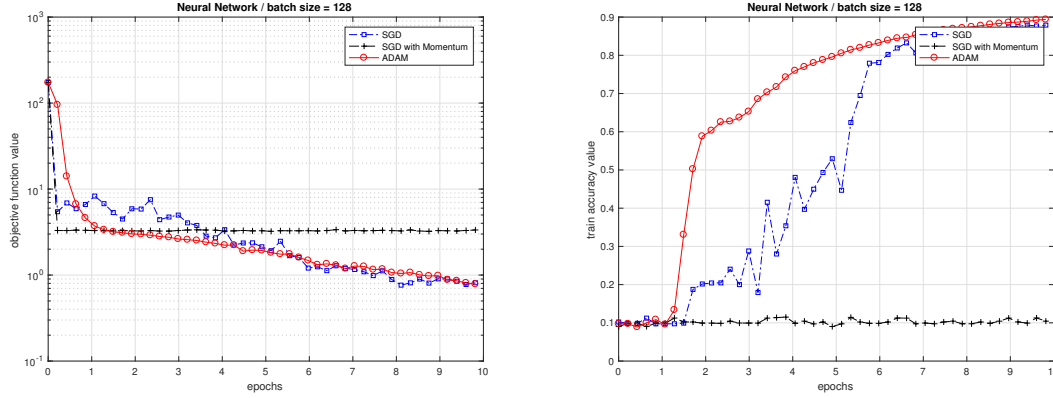 Neural Network / batch size = 128
10^3
10^2
10^1
10^0
10^-1
objective function value
0 1 2 3 4 5 6 7 8 9 10
epochs
SGD
SGD with Momentum
ADAM
Neural Network / batch size = 128
0.9
0.8
0.7
0.6
0.5
0.4
0.3
0.2
0.1
0
train accuracy value
0 1 2 3 4 5 6 7 8 9 1
epochs
SGD
SGD with Momentum
ADAM